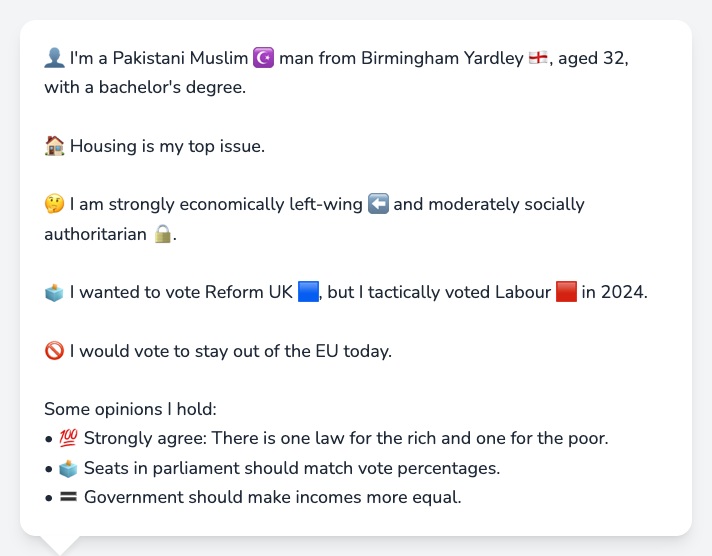 👤 I'm a Pakistani Muslim ☪️ man from Birmingham Yardley 🏴󠁧󠁢󠁥󠁮󠁧󠁿, aged 32,
with a bachelor's degree.
🏠 Housing is my top issue.
🤔 I am strongly economically left-wing ⬅️ and moderately socially
authoritarian 🔒.
🗳️ I wanted to vote Reform UK 🟦, but I tactically voted Labour 🟥 in 2024.
🚫 I would vote to stay out of the EU today.
Some opinions I hold:
• 💯 Strongly agree: There is one law for the rich and one for the poor.
• 🗳️ Seats in parliament should match vote percentages.
• 🟰 Government should make incomes more equal.